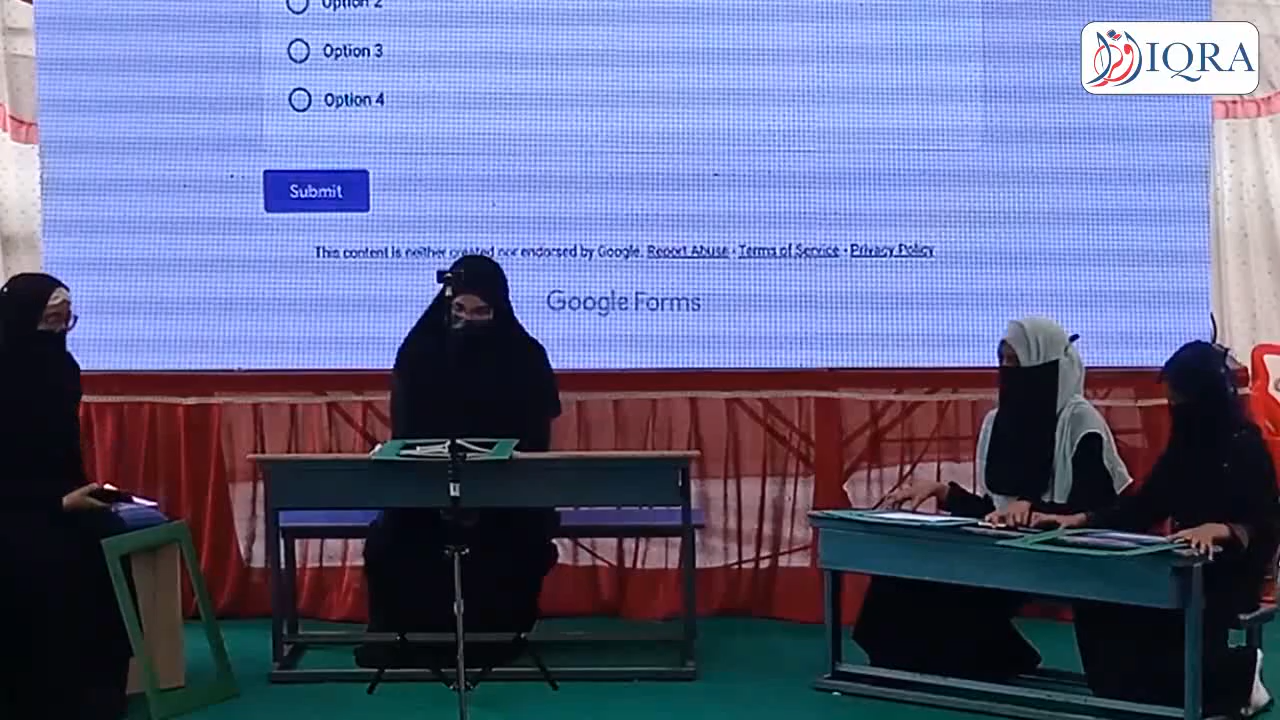 Option 2
Option 3
Option 4
Submit
This content is neither created nor endorsed by Google. Report Abuse - Terms of Service - Privacy Policy
Google Forms
IQRA